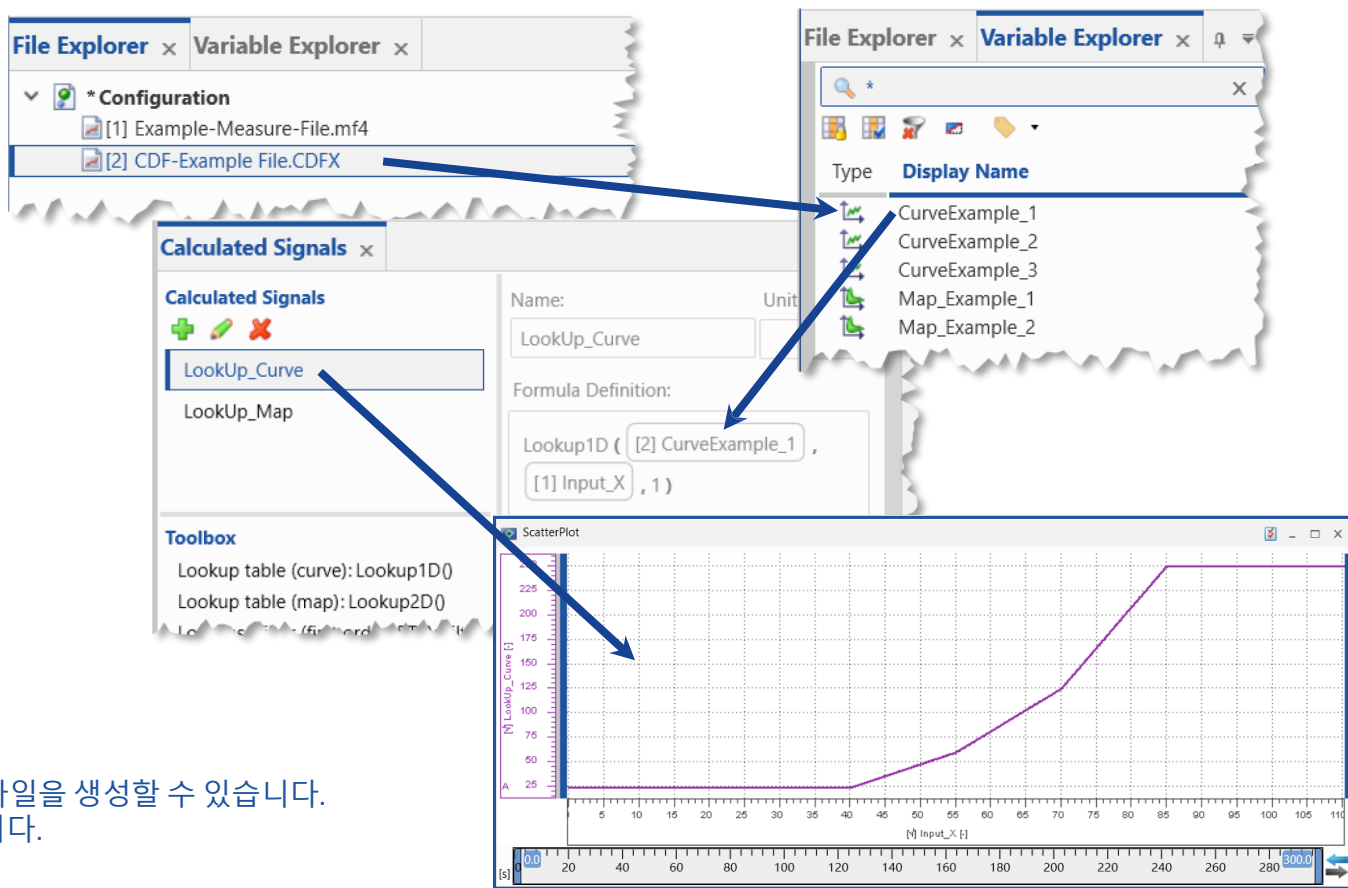 File Explorer × Variable Explorer ×
* Configuration
[1] Example-Measure-File.mf4
[2] CDF-Example File.CDFX
File Explorer × Variable Explorer ×
*
Type Display Name
CurveExample_1
CurveExample_2
CurveExample_3
Map_Example_1
Map_Example_2
Calculated Signals ×
Calculated Signals
LookUp_Curve
LookUp_Map
Name: Unit
LookUp_Curve
Formula Definition:
Lookup1D ( [2] CurveExample_1 ,
[1] Input_X , 1 )
Toolbox
Lookup table (curve): Lookup1D()
Lookup table (map): Lookup2D()
ScatterPlot
225
200
175
150
125
100
75
50
25
A
LookUp_Curve [-]
5 10 15 20 25 30 35 40 45 50 55 60 65 70 75 80 85 90 95 100 105 110
Input_X [-]
[s] 0 0.0 20 40 60 80 100 120 140 160 180 200 220 240 260 280 300.0
파일을 생성할 수 있습니다.
니다.